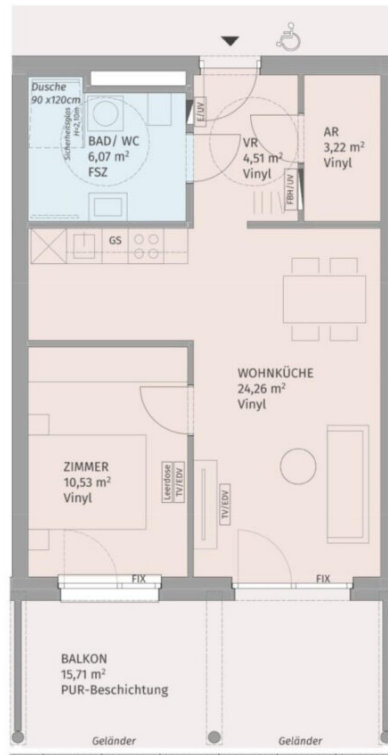 Dusche
90 x120cm
Sicherheitsglas
H=2,10m
BAD/ WC
6,07 m²
FSZ
E/UV
VR
4,51 m²
Vinyl
AR
3,22 m²
Vinyl
FBH/UV
GS
WOHNKÜCHE
24,26 m²
Vinyl
ZIMMER
10,53 m²
Vinyl
Leerdose
TV/EDV
TV/EDV
FIX
FIX
BALKON
15,71 m²
PUR-Beschichtung
Geländer
Geländer